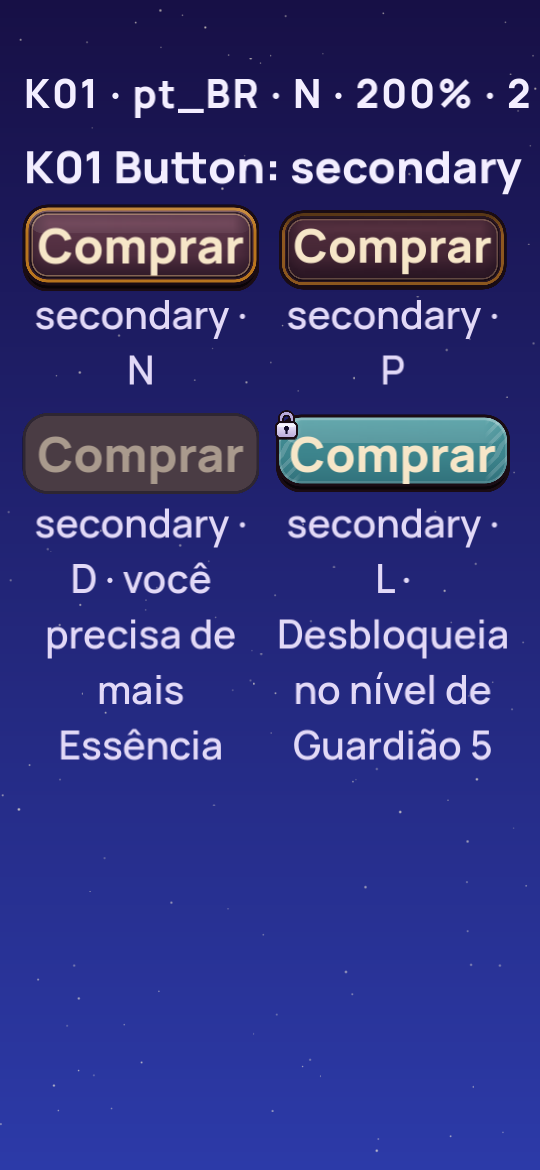 K01 · pt_BR · N · 200% · 2
K01 Button: secondary
Comprar
Comprar
secondary ·
N
secondary ·
P
Comprar
Comprar
secondary ·
D · você
precisa de
mais
Essência
secondary ·
L ·
Desbloqueia
no nível de
Guardião 5